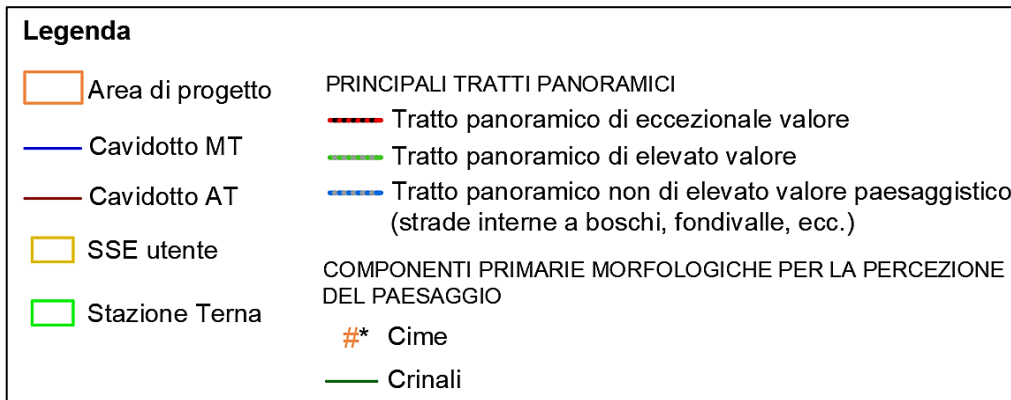 Legenda
Area di progetto
Cavidotto MT
Cavidotto AT
SSE utente
Stazione Terna
PRINCIPALI TRATTI PANORAMICI
Tratto panoramico di eccezionale valore
Tratto panoramico di elevato valore
Tratto panoramico non di elevato valore paesaggistico
(strade interne a boschi, fondivalle, ecc.)
COMPONENTI PRIMARIE MORFOLOGICHE PER LA PERCEZIONE
DEL PAESAGGIO
#* Cime
Crinali